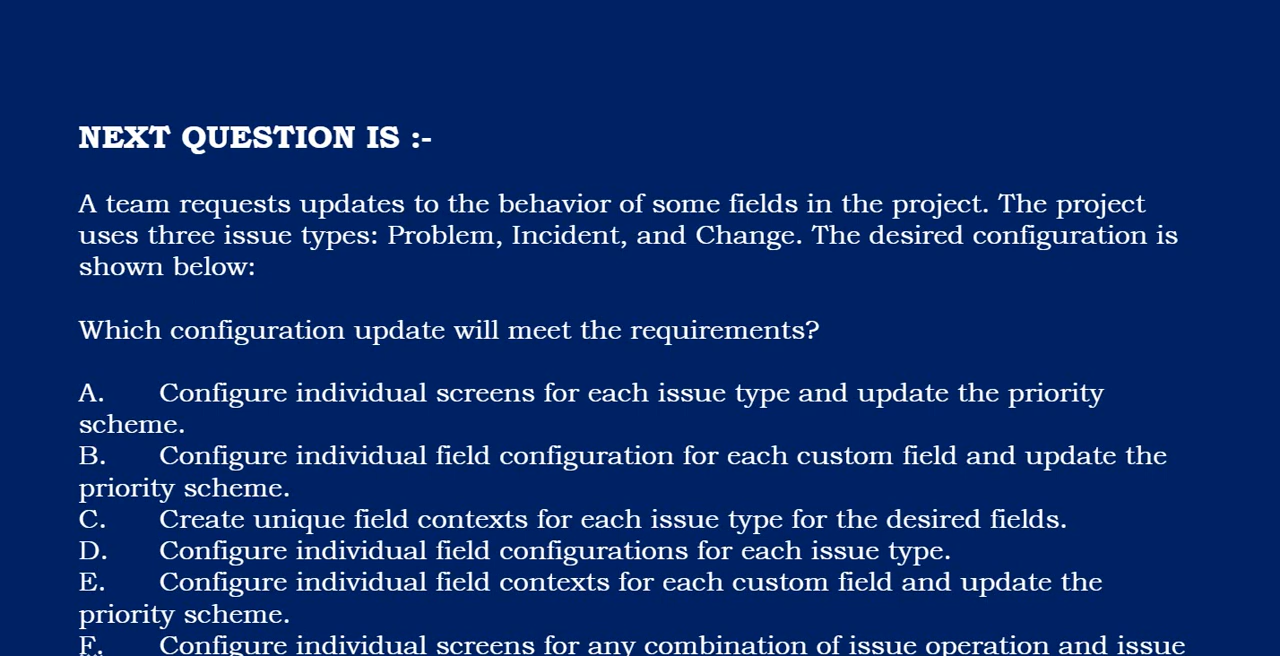 NEXT QUESTION IS :-
A team requests updates to the behavior of some fields in the project. The project
uses three issue types: Problem, Incident, and Change. The desired configuration is
shown below:
Which configuration update will meet the requirements?
A. Configure individual screens for each issue type and update the priority
scheme.
B. Configure individual field configuration for each custom field and update the
priority scheme.
C. Create unique field contexts for each issue type for the desired fields.
D. Configure individual field configurations for each issue type.
E. Configure individual field contexts for each custom field and update the
priority scheme.
F. Configure individual screens for any combination of issue operation and issue